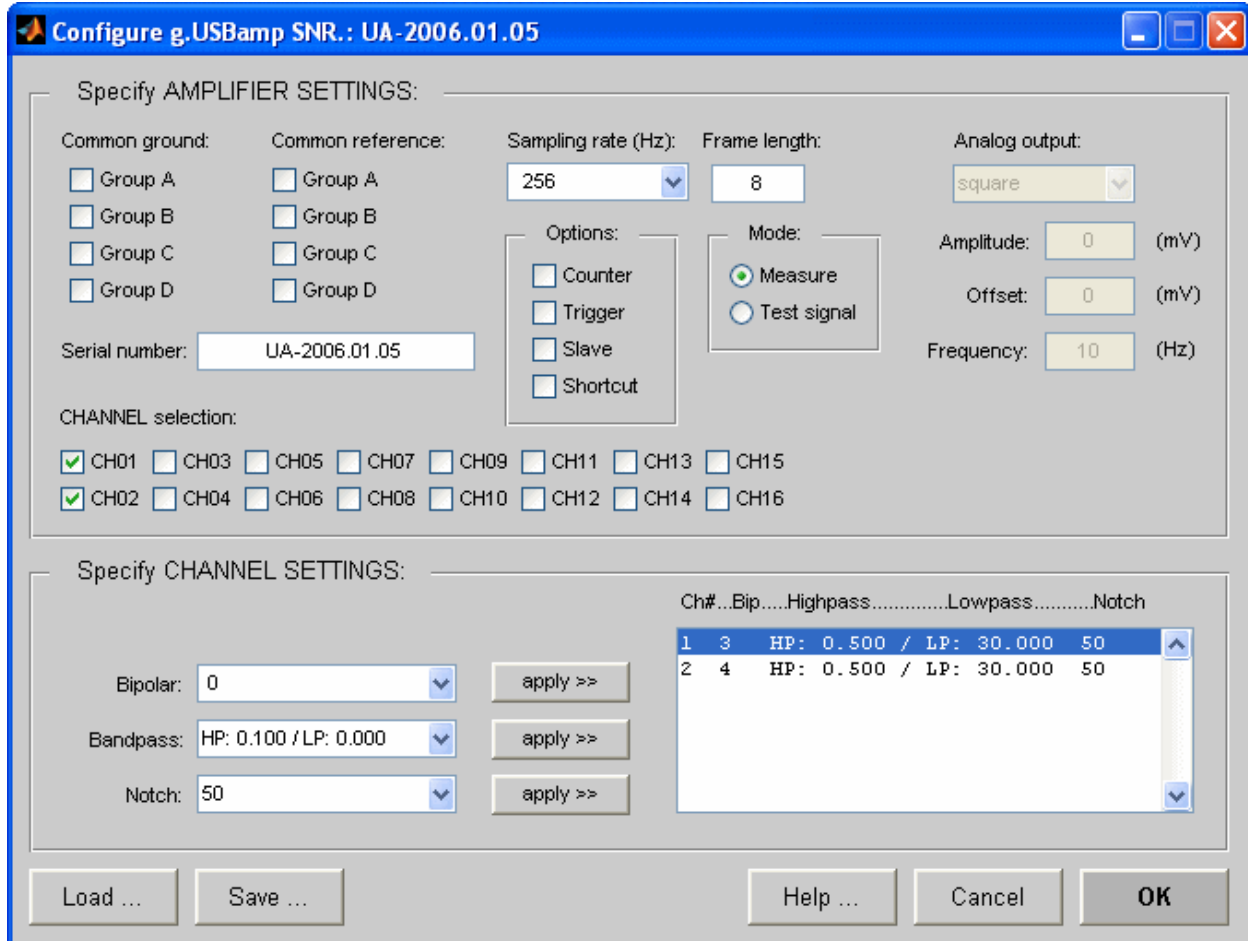 Configure g.USBamp SNR.: UA-2006.01.05
Specify AMPLIFIER SETTINGS:
Common ground: Common reference: Sampling rate (Hz): Frame length: Analog output:
Group A Group A 256 8 square
Group B Group B Options: Mode: Amplitude: 0 (mV)
Group C Group C Counter Measure
Group D Group D Trigger Test signal Offset: 0 (mV)
Serial number: UA-2006.01.05 Slave Frequency: 10 (Hz)
Shortcut
CHANNEL selection:
CH01 CH03 CH05 CH07 CH09 CH11 CH13 CH15
CH02 CH04 CH06 CH08 CH10 CH12 CH14 CH16
Specify CHANNEL SETTINGS:
Ch#...Bip.....Highpass.............Lowpass..........Notch
1 3 HP: 0.500 / LP: 30.000 50
2 4 HP: 0.500 / LP: 30.000 50
Bipolar: 0 apply >>
Bandpass: HP: 0.100 / LP: 0.000 apply >>
Notch: 50 apply >>
Load ... Save ... Help ... Cancel OK